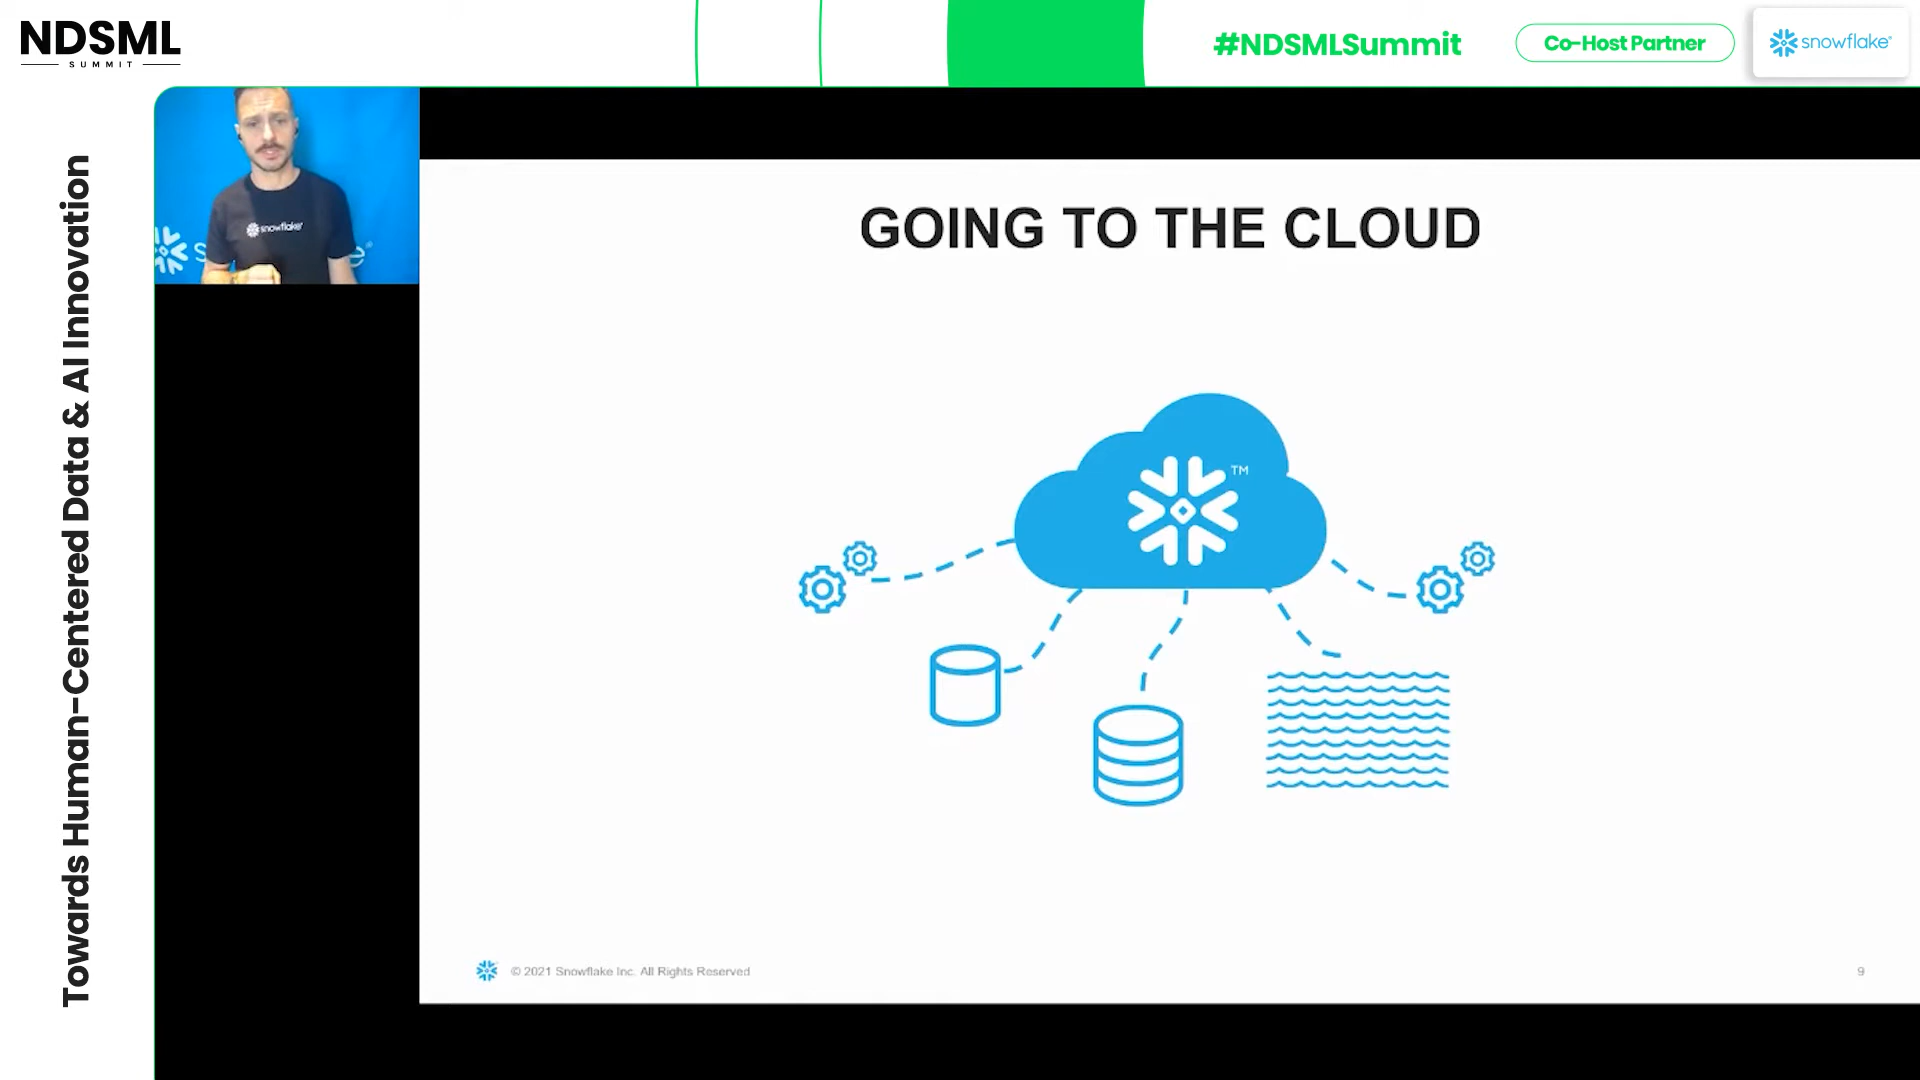 NDSML
SUMMIT
#NDSMLSummit
Co-Host Partner
snowflake®
Towards Human-Centered Data & AI Innovation
snowflake®
GOING TO THE CLOUD
TM
© 2021 Snowflake Inc. All Rights Reserved
9